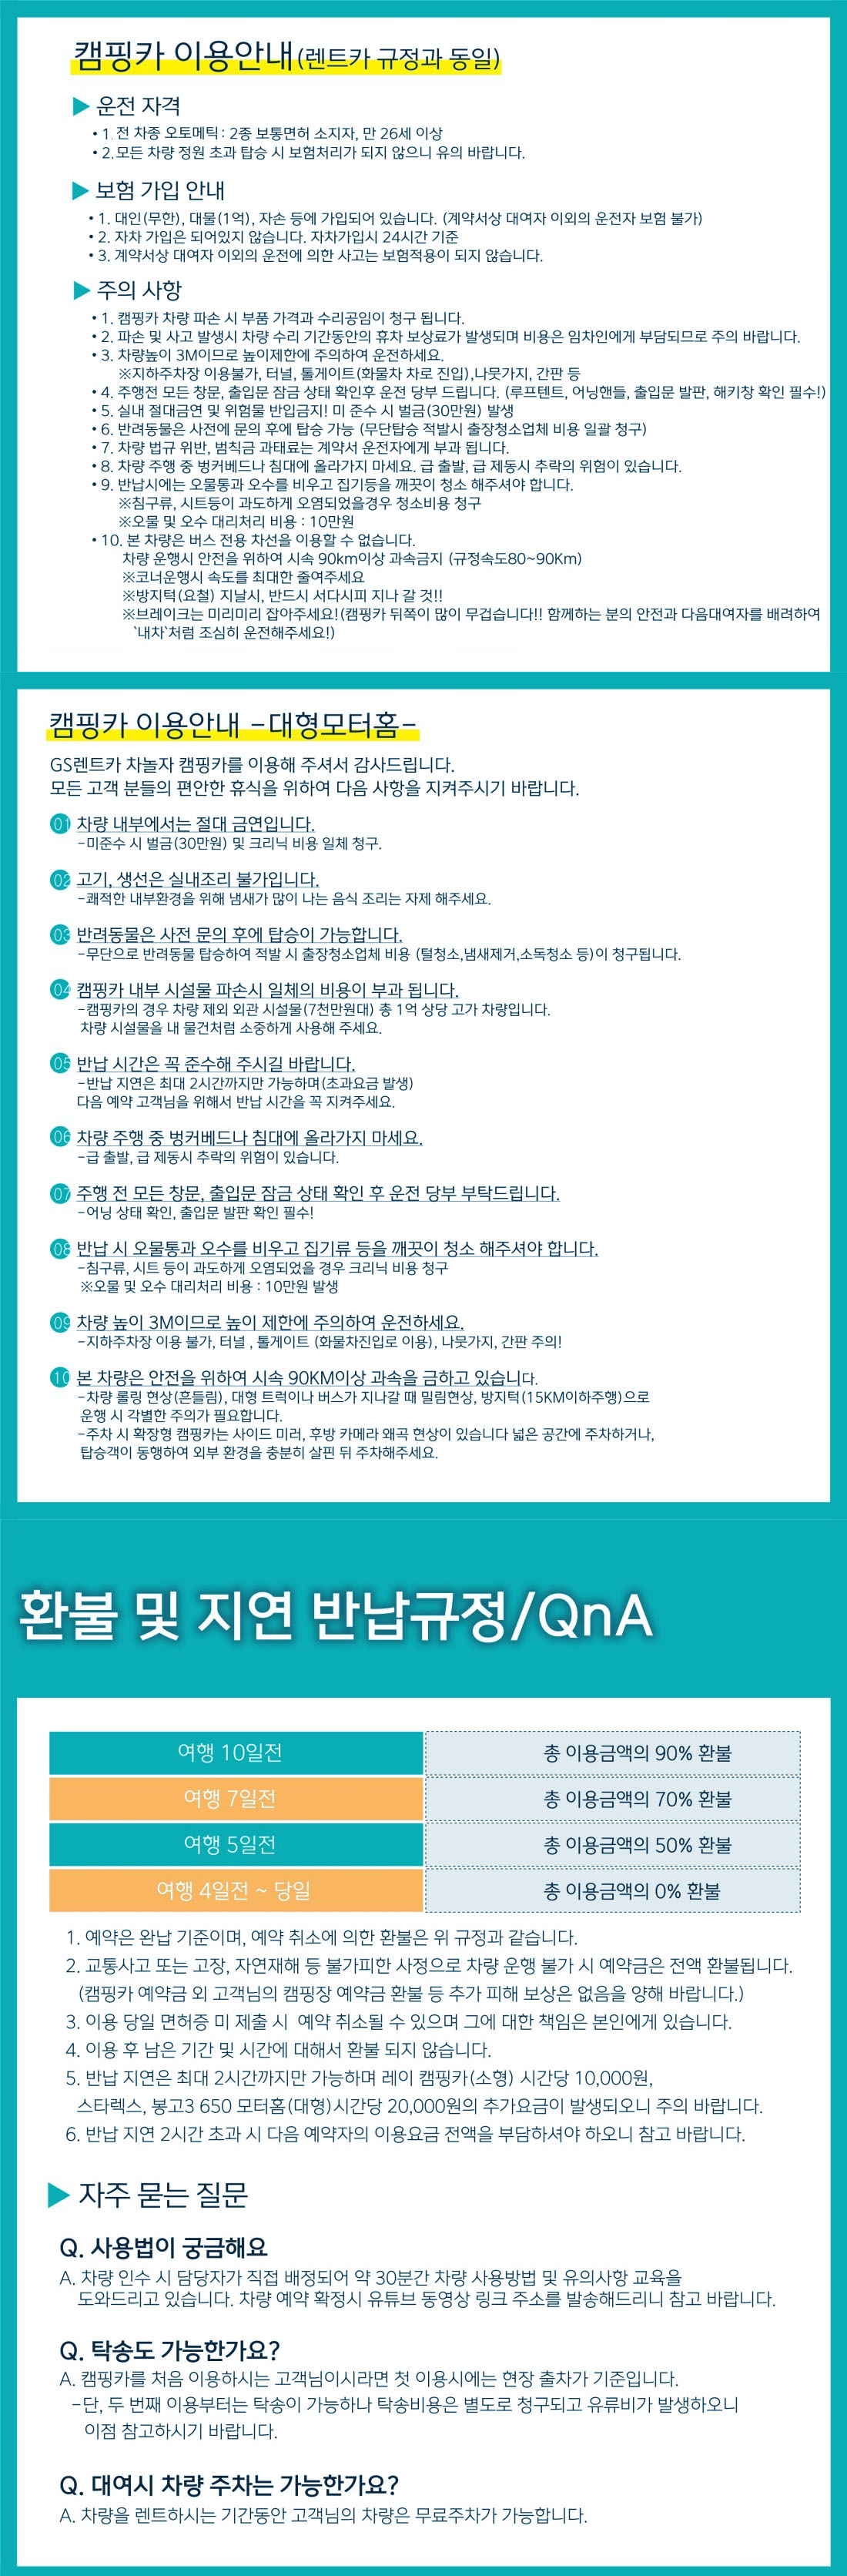 캠핑카 이용안내(렌트카 규정과 동일)
▶ 운전 자격
• 1. 전 차종 오토메틱 : 2종 보통면허 소지자, 만 26세 이상
• 2. 모든 차량 정원 초과 탑승 시 보험처리가 되지 않으니 유의 바랍니다.
▶ 보험 가입 안내
• 1. 대인(무한), 대물(1억), 자손 등에 가입되어 있습니다. (계약서상 대여자 이외의 운전자 보험 불가)
• 2. 자차 가입은 되어있지 않습니다. 자차가입시 24시간 기준
• 3. 계약서상 대여자 이외의 운전에 의한 사고는 보험적용이 되지 않습니다.
▶ 주의 사항
• 1. 캠핑카 차량 파손 시 부품 가격과 수리공임이 청구 됩니다.
• 2. 파손 및 사고 발생시 차량 수리 기간동안의 휴차 보상료가 발생되며 비용은 임차인에게 부담되므로 주의 바랍니다.
• 3. 차량높이 3M이므로 높이제한에 주의하여 운전하세요.
※지하주차장 이용불가, 터널, 톨게이트(화물차 차로 진입),나뭇가지, 간판 등
• 4. 주행전 모든 창문, 출입문 잠금 상태 확인후 운전 당부 드립니다. (루프텐트, 어닝핸들, 출입문 발판, 해키창 확인 필수!)
• 5. 실내 절대금연 및 위험물 반입금지! 미 준수 시 벌금(30만원) 발생
• 6. 반려동물은 사전에 문의 후에 탑승 가능 (무단탑승 적발시 출장청소업체 비용 일괄 청구)
• 7. 차량 법규 위반, 범칙금 과태료는 계약서 운전자에게 부과 됩니다.
• 8. 차량 주행 중 벙커베드나 침대에 올라가지 마세요. 급 출발, 급 제동시 추락의 위험이 있습니다.
• 9. 반납시에는 오물통과 오수를 비우고 집기등을 깨끗이 청소 해주셔야 합니다.
※침구류, 시트등이 과도하게 오염되었을경우 청소비용 청구
※오물 및 오수 대리처리 비용 : 10만원
• 10. 본 차량은 버스 전용 차선을 이용할 수 없습니다.
차량 운행시 안전을 위하여 시속 90km이상 과속금지 (규정속도80~90Km)
※코너운행시 속도를 최대한 줄여주세요
※방지턱(요철) 지날시, 반드시 서다시피 지나 갈 것!!
※브레이크는 미리미리 잡아주세요!(캠핑카 뒤쪽이 많이 무겁습니다!! 함께하는 분의 안전과 다음대여자를 배려하여
`내차`처럼 조심히 운전해주세요!)
캠핑카 이용안내 -대형모터홈-
GS렌트카 차놀자 캠핑카를 이용해 주셔서 감사드립니다.
모든 고객 분들의 편안한 휴식을 위하여 다음 사항을 지켜주시기 바랍니다.
01 차량 내부에서는 절대 금연입니다.
-미준수 시 벌금(30만원) 및 크리닉 비용 일체 청구.
02 고기, 생선은 실내조리 불가입니다.
-쾌적한 내부환경을 위해 냄새가 많이 나는 음식 조리는 자제 해주세요.
03 반려동물은 사전 문의 후에 탑승이 가능합니다.
-무단으로 반려동물 탑승하여 적발 시 출장청소업체 비용 (털청소,냄새제거,소독청소 등)이 청구됩니다.
04 캠핑카 내부 시설물 파손시 일체의 비용이 부과 됩니다.
-캠핑카의 경우 차량 제외 외관 시설물(7천만원대) 총 1억 상당 고가 차량입니다.
차량 시설물을 내 물건처럼 소중하게 사용해 주세요.
05 반납 시간은 꼭 준수해 주시길 바랍니다.
-반납 지연은 최대 2시간까지만 가능하며(초과요금 발생)
다음 예약 고객님을 위해서 반납 시간을 꼭 지켜주세요.
06 차량 주행 중 벙커베드나 침대에 올라가지 마세요.
-급 출발, 급 제동시 추락의 위험이 있습니다.
07 주행 전 모든 창문, 출입문 잠금 상태 확인 후 운전 당부 부탁드립니다.
-어닝 상태 확인, 출입문 발판 확인 필수!
08 반납 시 오물통과 오수를 비우고 집기류 등을 깨끗이 청소 해주셔야 합니다.
-침구류, 시트 등이 과도하게 오염되었을 경우 크리닉 비용 청구
※오물 및 오수 대리처리 비용 : 10만원 발생
09 차량 높이 3M이므로 높이 제한에 주의하여 운전하세요.
-지하주차장 이용 불가, 터널 , 톨게이트 (화물차진입로 이용), 나뭇가지, 간판 주의!
10 본 차량은 안전을 위하여 시속 90KM이상 과속을 금하고 있습니다.
-차량 롤링 현상(흔들림), 대형 트럭이나 버스가 지나갈 때 밀림현상, 방지턱(15KM이하주행)으로
운행 시 각별한 주의가 필요합니다.
-주차 시 확장형 캠핑카는 사이드 미러, 후방 카메라 왜곡 현상이 있습니다 넓은 공간에 주차하거나,
탑승객이 동행하여 외부 환경을 충분히 살핀 뒤 주차해주세요.
환불 및 지연 반납규정/QnA
여행 10일전 총 이용금액의 90% 환불
여행 7일전 총 이용금액의 70% 환불
여행 5일전 총 이용금액의 50% 환불
여행 4일전 ~ 당일 총 이용금액의 0% 환불
1. 예약은 완납 기준이며, 예약 취소에 의한 환불은 위 규정과 같습니다.
2. 교통사고 또는 고장, 자연재해 등 불가피한 사정으로 차량 운행 불가 시 예약금은 전액 환불됩니다.
(캠핑카 예약금 외 고객님의 캠핑장 예약금 환불 등 추가 피해 보상은 없음을 양해 바랍니다.)
3. 이용 당일 면허증 미 제출 시 예약 취소될 수 있으며 그에 대한 책임은 본인에게 있습니다.
4. 이용 후 남은 기간 및 시간에 대해서 환불 되지 않습니다.
5. 반납 지연은 최대 2시간까지만 가능하며 레이 캠핑카(소형) 시간당 10,000원,
스타렉스, 봉고3 650 모터홈(대형)시간당 20,000원의 추가요금이 발생되오니 주의 바랍니다.
6. 반납 지연 2시간 초과 시 다음 예약자의 이용요금 전액을 부담하셔야 하오니 참고 바랍니다.
▶ 자주 묻는 질문
Q. 사용법이 궁금해요
A. 차량 인수 시 담당자가 직접 배정되어 약 30분간 차량 사용방법 및 유의사항 교육을
도와드리고 있습니다. 차량 예약 확정시 유튜브 동영상 링크 주소를 발송해드리니 참고 바랍니다.
Q. 탁송도 가능한가요?
A. 캠핑카를 처음 이용하시는 고객님이시라면 첫 이용시에는 현장 출차가 기준입니다.
-단, 두 번째 이용부터는 탁송이 가능하나 탁송비용은 별도로 청구되고 유류비가 발생하오니
이점 참고하시기 바랍니다.
Q. 대여시 차량 주차는 가능한가요?
A. 차량을 렌트하시는 기간동안 고객님의 차량은 무료주차가 가능합니다.